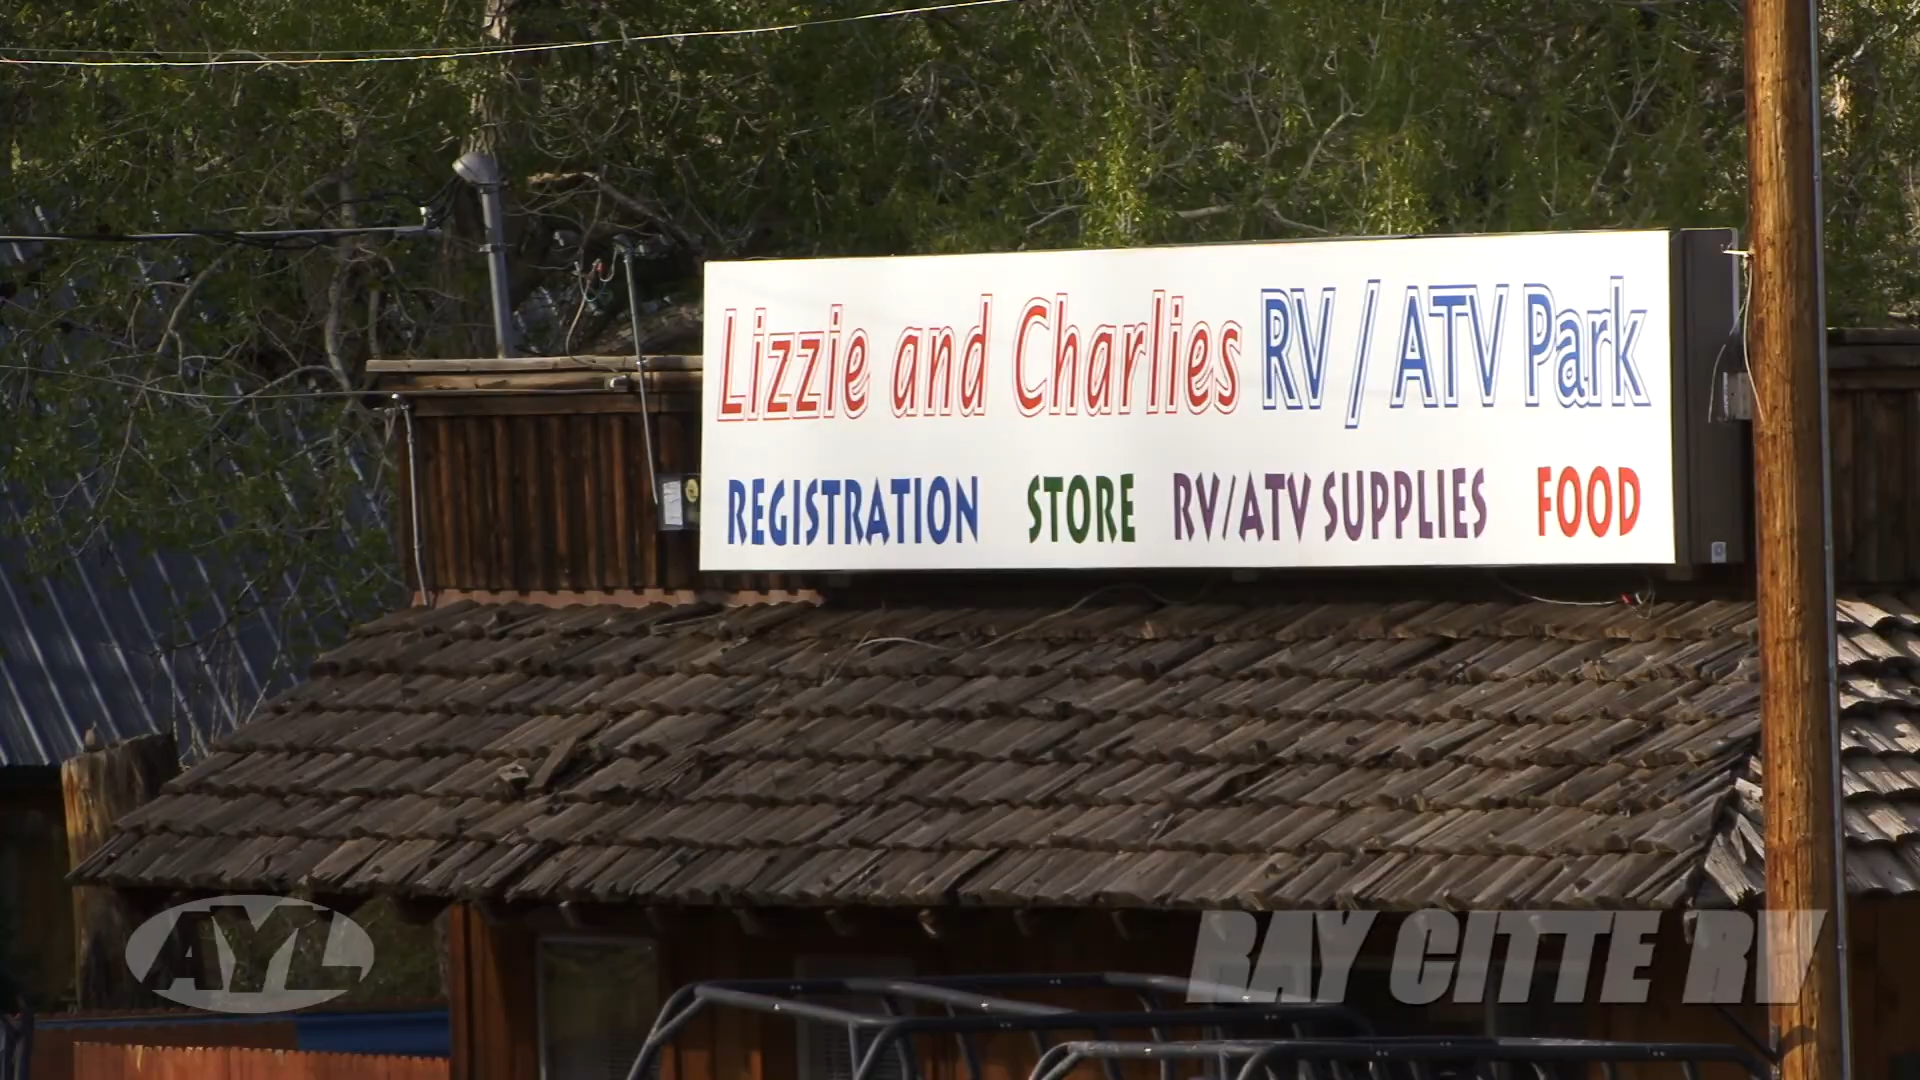 Lizzie and Charlies RV / ATV Park
REGISTRATION STORE RV/ATV SUPPLIES FOOD
AYL
RAY CITTE RV